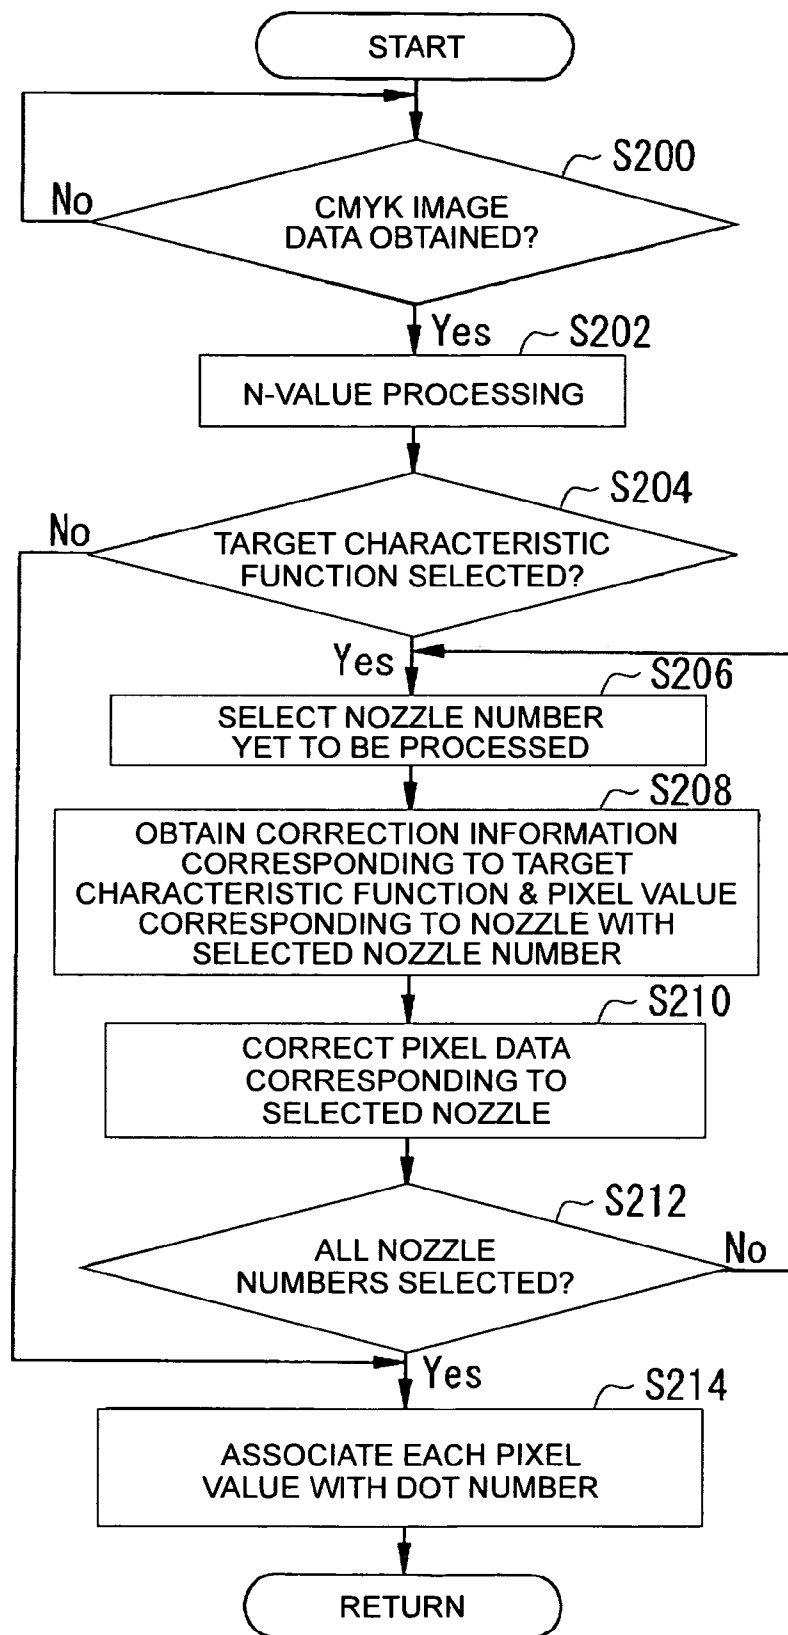 START
S200
No
CMYK IMAGE
DATA OBTAINED?
Yes
S202
N-VALUE PROCESSING
S204
No
TARGET CHARACTERISTIC
FUNCTION SELECTED?
Yes
S206
SELECT NOZZLE NUMBER
YET TO BE PROCESSED
S208
OBTAIN CORRECTION INFORMATION
CORRESPONDING TO TARGET
CHARACTERISTIC FUNCTION & PIXEL VALUE
CORRESPONDING TO NOZZLE WITH
SELECTED NOZZLE NUMBER
S210
CORRECT PIXEL DATA
CORRESPONDING TO
SELECTED NOZZLE
S212
ALL NOZZLE
NUMBERS SELECTED?
No
Yes
S214
ASSOCIATE EACH PIXEL
VALUE WITH DOT NUMBER
RETURN